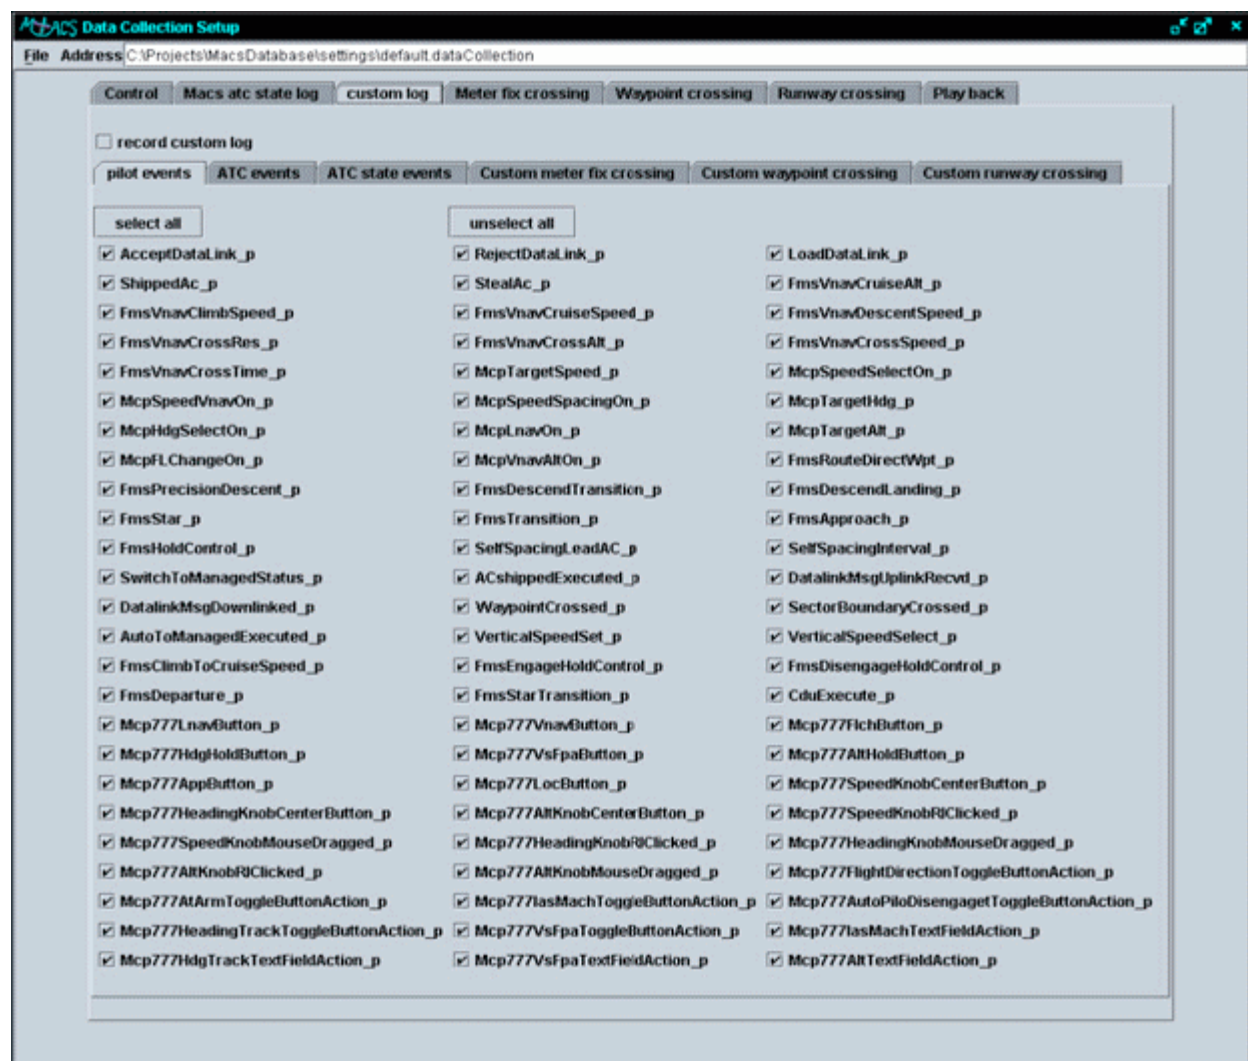 MACS Data Collection Setup
File Address C:\Projects\MacsDatabase\settings\default.dataCollection
Control Macs atc state log custom log Meter fix crossing Waypoint crossing Runway crossing Play back
record custom log
pilot events ATC events ATC state events Custom meter fix crossing Custom waypoint crossing Custom runway crossing
select all unselect all
AcceptDataLink_p RejectDataLink_p LoadDataLink_p
ShippedAc_p StealAc_p FmsVnavCruiseAlt_p
FmsVnavClimbSpeed_p FmsVnavCruiseSpeed_p FmsVnavDescentSpeed_p
FmsVnavCrossRes_p FmsVnavCrossAlt_p FmsVnavCrossSpeed_p
FmsVnavCrossTime_p McpTargetSpeed_p McpSpeedSelectOn_p
McpSpeedVnavOn_p McpSpeedSpacingOn_p McpTargetHdg_p
McpHdgSelectOn_p McpLnavOn_p McpTargetAlt_p
McpFLChangeOn_p McpVnavAltOn_p FmsRouteDirectWpt_p
FmsPrecisionDescent_p FmsDescendTransition_p FmsDescendLanding_p
FmsStar_p FmsTransition_p FmsApproach_p
FmsHoldControl_p SelfSpacingLeadAC_p SelfSpacingInterval_p
SwitchToManagedStatus_p ACshippedExecuted_p DatalinkMsgUplinkRecvd_p
DatalinkMsgDownlinked_p WaypointCrossed_p SectorBoundaryCrossed_p
AutoToManagedExecuted_p VerticalSpeedSet_p VerticalSpeedSelect_p
FmsClimbToCruiseSpeed_p FmsEngageHoldControl_p FmsDisengageHoldControl_p
FmsDeparture_p FmsStarTransition_p CduExecute_p
Mcp777LnavButton_p Mcp777VnavButton_p Mcp777FlchButton_p
Mcp777HdgHoldButton_p Mcp777VsFpaButton_p Mcp777AltHoldButton_p
Mcp777AppButton_p Mcp777LocButton_p Mcp777SpeedKnobCenterButton_p
Mcp777HeadingKnobCenterButton_p Mcp777AltKnobCenterButton_p Mcp777SpeedKnobRlClicked_p
Mcp777SpeedKnobMouseDragged_p Mcp777HeadingKnobRlClicked_p Mcp777HeadingKnobMouseDragged_p
Mcp777AltKnobRlClicked_p Mcp777AltKnobMouseDragged_p Mcp777FlightDirectionToggleButtonAction_p
Mcp777AtArmToggleButtonAction_p Mcp777IasMachToggleButtonAction_p Mcp777AutoPiloDisengagetToggleButtonAction_p
Mcp777HeadingTrackToggleButtonAction_p Mcp777VsFpaToggleButtonAction_p Mcp777IasMachTextFieldAction_p
Mcp777HdgTrackTextFieldAction_p Mcp777VsFpaTextFieldAction_p Mcp777AltTextFieldAction_p